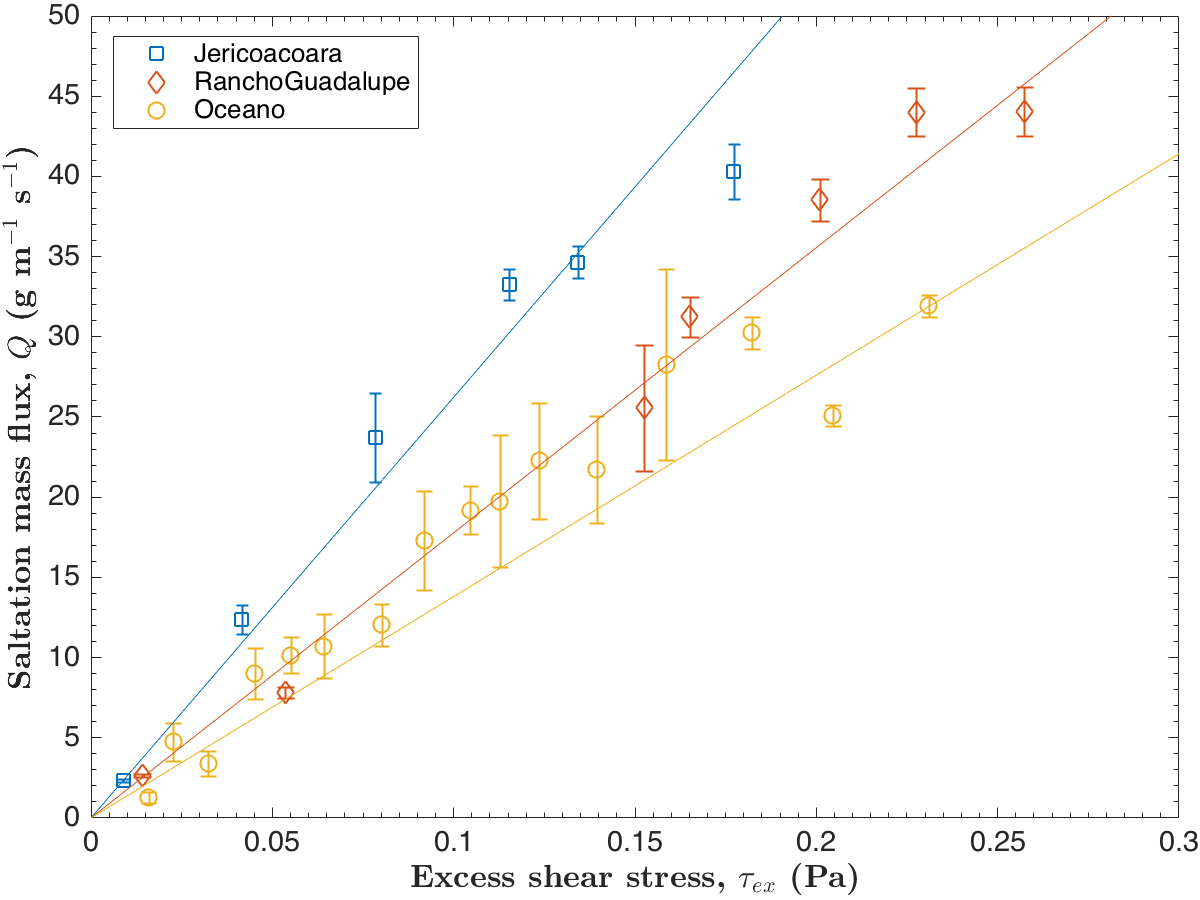 50
45
40
35
30
25
20
15
10
5
0
Saltation mass flux, Q (g m⁻¹ s⁻¹)
Jericoacoara
RanchoGuadalupe
Oceano
0 0.05 0.1 0.15 0.2 0.25 0.3
Excess shear stress, τₑₓ (Pa)